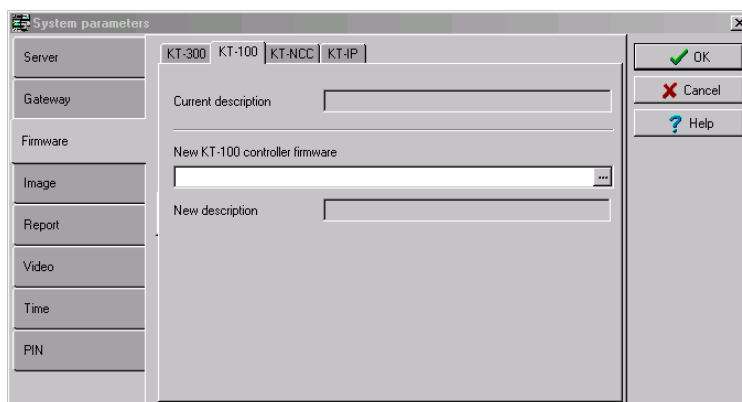 System parameters
Server
Gateway
Firmware
Image
Report
Video
Time
PIN
KT-300 KT-100 KT-NCC KT-IP
Current description
New KT-100 controller firmware
...
New description
OK
Cancel
Help